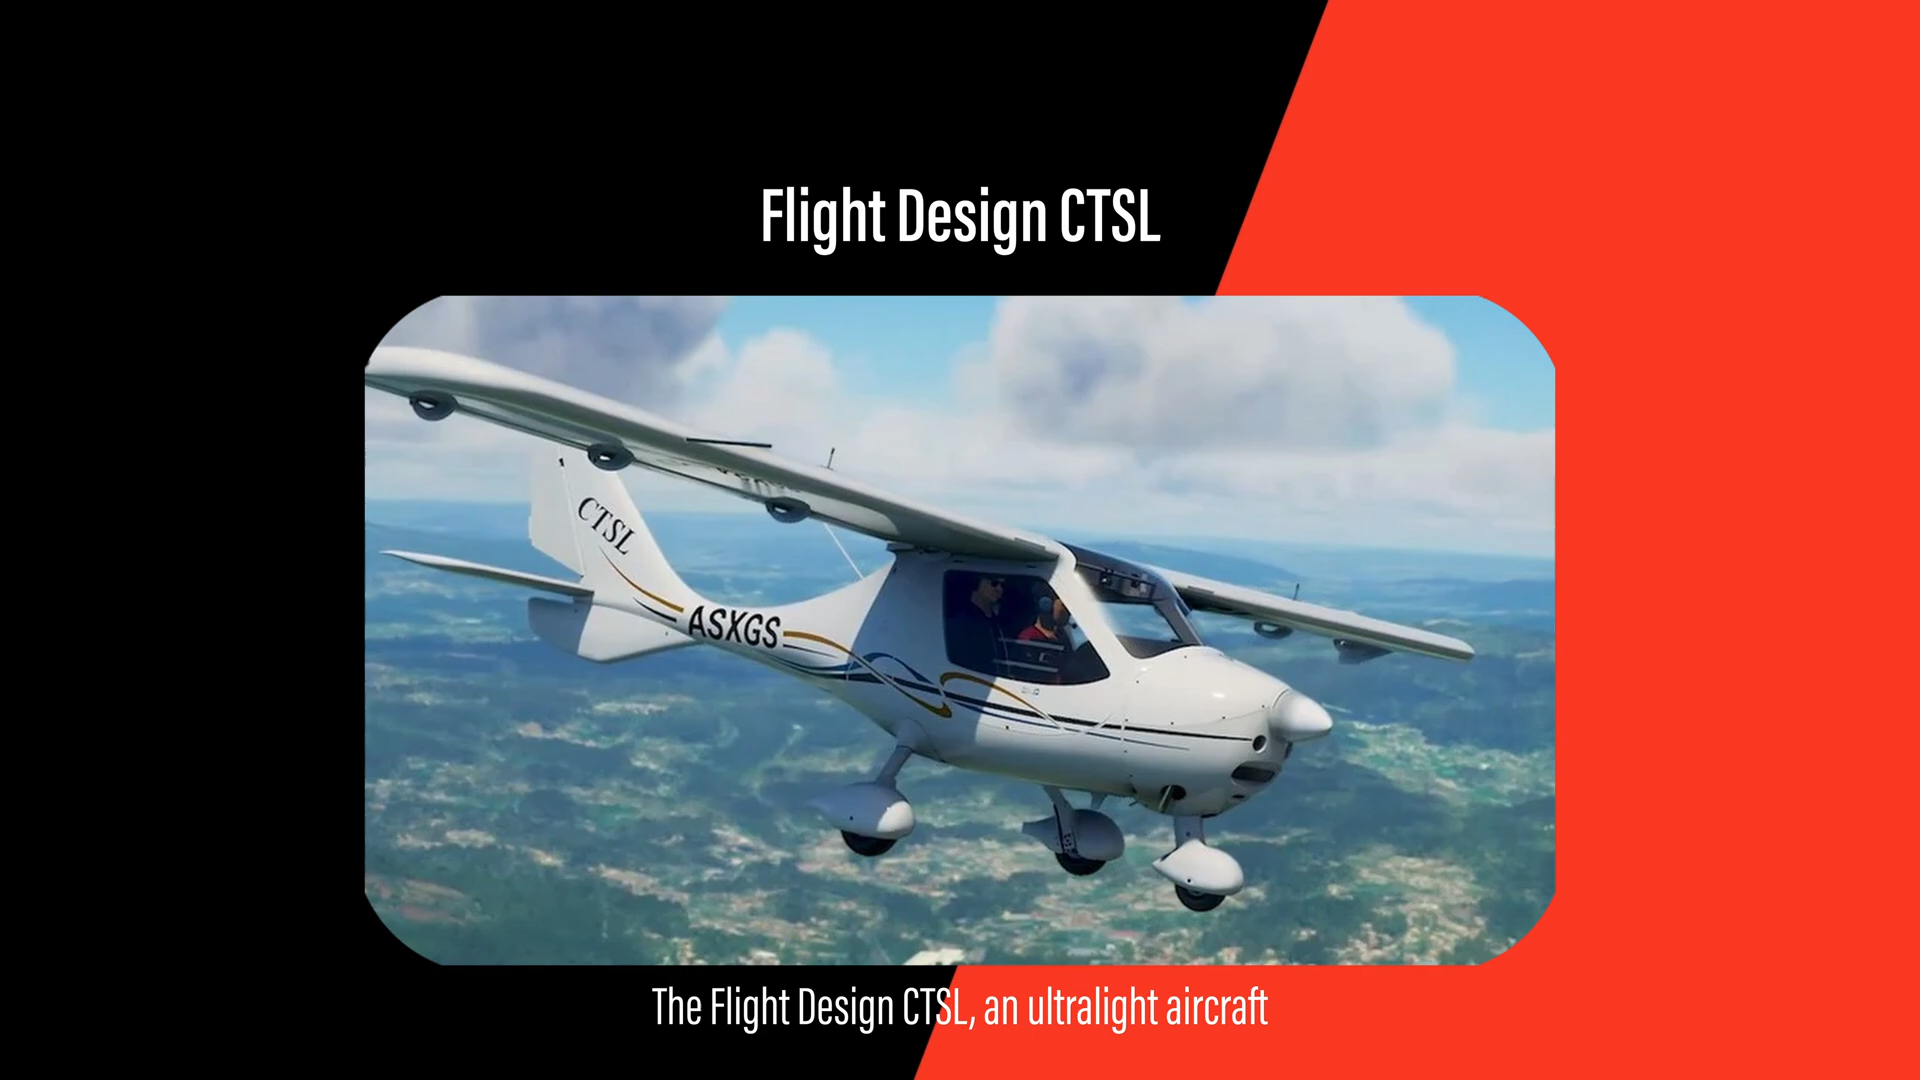 Flight Design CTSL
CTSL
ASXGS
The Flight Design CTSL, an ultralight aircraft